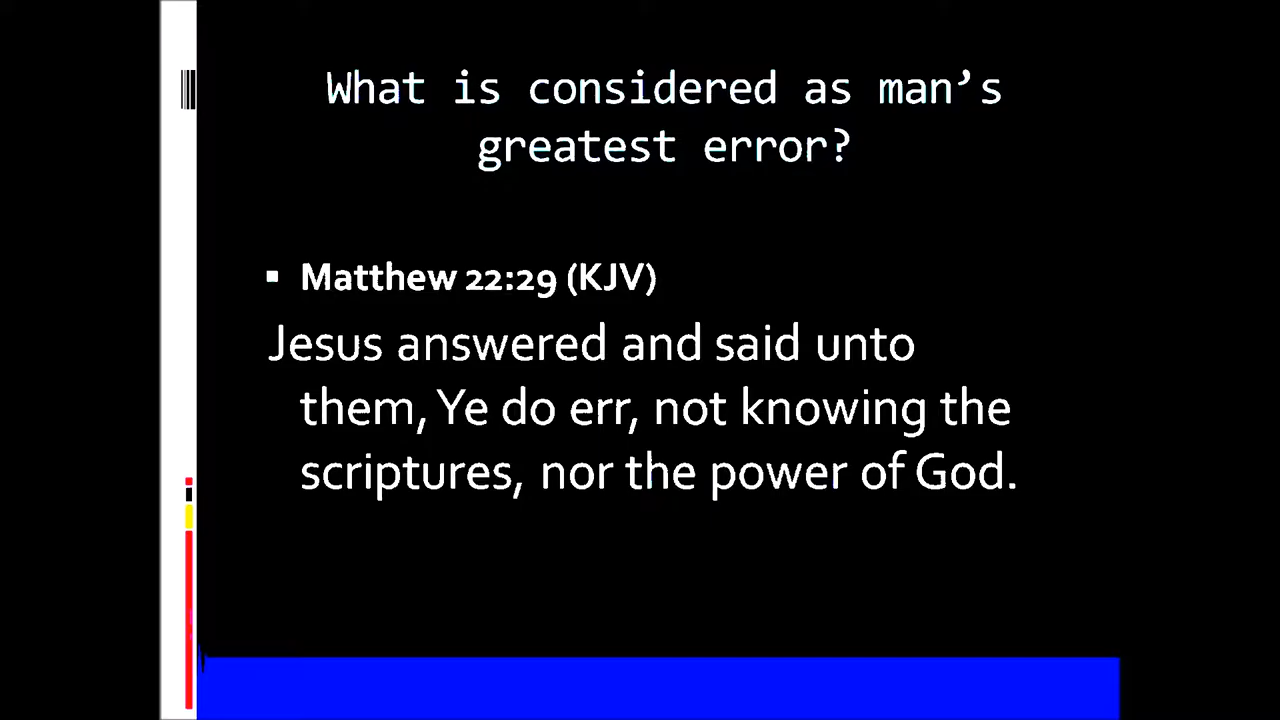 What is considered as man’s
greatest error?
▪ Matthew 22:29 (KJV)
Jesus answered and said unto
them, Ye do err, not knowing the
scriptures, nor the power of God.